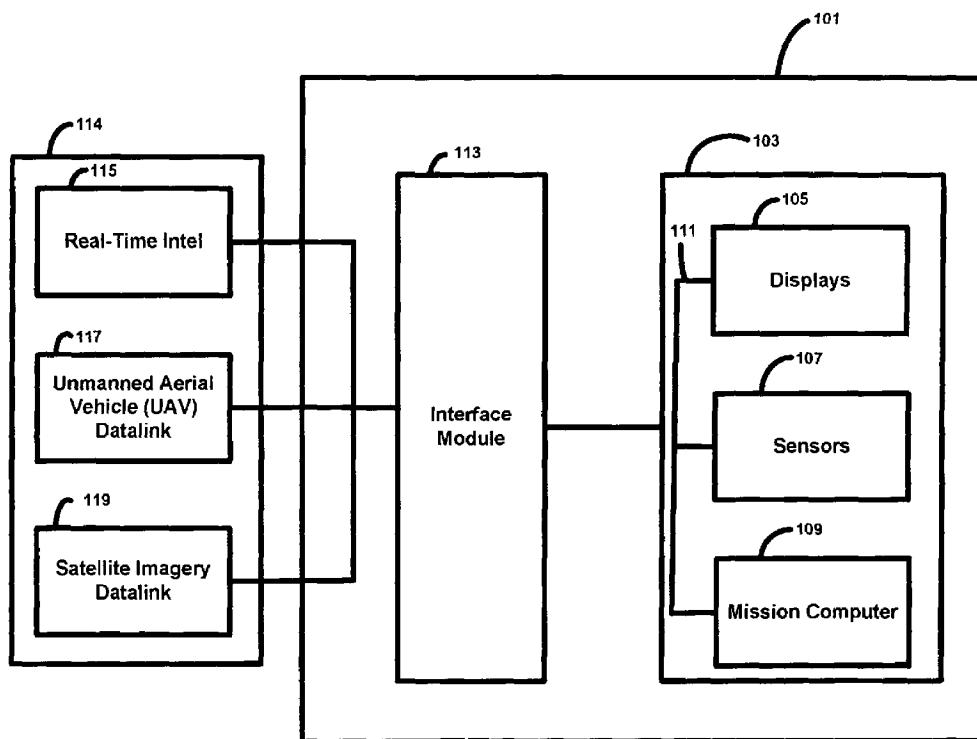 101
114
115
Real-Time Intel
117
Unmanned Aerial
Vehicle (UAV)
Datalink
119
Satellite Imagery
Datalink
113
Interface
Module
103
105
111
Displays
107
Sensors
109
Mission Computer